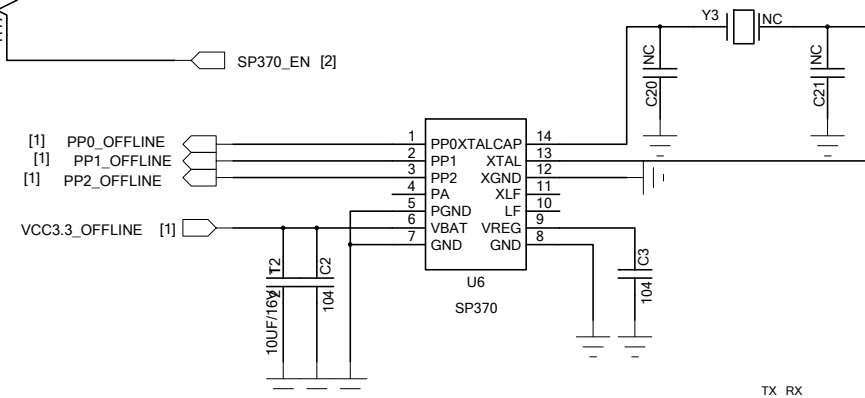 Y3
NC
NC
C20
NC
C21
SP370_EN [2]
[1] PP0_OFFLINE
[1] PP1_OFFLINE
[1] PP2_OFFLINE
VCC3.3_OFFLINE [1]
1 PP0XTALCAP 14
2 PP1 XTAL 13
3 PP2 XGND 12
4 PA XLF 11
5 PGND LF 10
6 VBAT VREG 9
7 GND GND 8
U6
SP370
10UF/16V
T2
2
C2
104
C3
104
TX RX